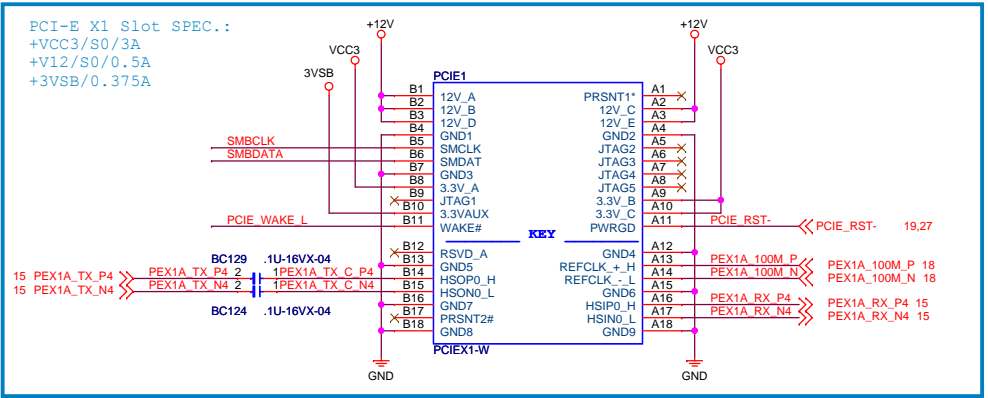 PCI-E X1 Slot SPEC.:
+VCC3/S0/3A
+V12/S0/0.5A
+3VSB/0.375A
+12V
VCC3
3VSB
+12V
VCC3
PCIE1
B1 12V_A PRSNT1* A1
B2 12V_B 12V_C A2
B3 12V_D 12V_E A3
B4 GND1 GND2 A4
SMBCLK B5 SMCLK JTAG2 A5
SMBDATA B6 SMDAT JTAG3 A6
B7 GND3 JTAG4 A7
B8 3.3V_A JTAG5 A8
B9 JTAG1 3.3V_B A9
B10 3.3VAUX 3.3V_C A10
PCIE_WAKE_L B11 WAKE# PWRGD A11 PCIE_RST- PCIE_RST- 19,27
KEY
B12 RSVD_A GND4 A12
BC129 .1U-16VX-04 B13 GND5 REFCLK_+_H A13 PEX1A_100M_P PEX1A_100M_P 18
15 PEX1A_TX_P4 PEX1A_TX_P4 2 1 PEX1A_TX_C_P4 B14 HSOP0_H REFCLK_-_L A14 PEX1A_100M_N PEX1A_100M_N 18
15 PEX1A_TX_N4 PEX1A_TX_N4 2 1 PEX1A_TX_C_N4 B15 HSON0_L GND6 A15
B16 GND7 HSIP0_H A16 PEX1A_RX_P4 PEX1A_RX_P4 15
BC124 .1U-16VX-04 B17 PRSNT2# HSIN0_L A17 PEX1A_RX_N4 PEX1A_RX_N4 15
B18 GND8 GND9 A18
PCIEX1-W
GND
GND